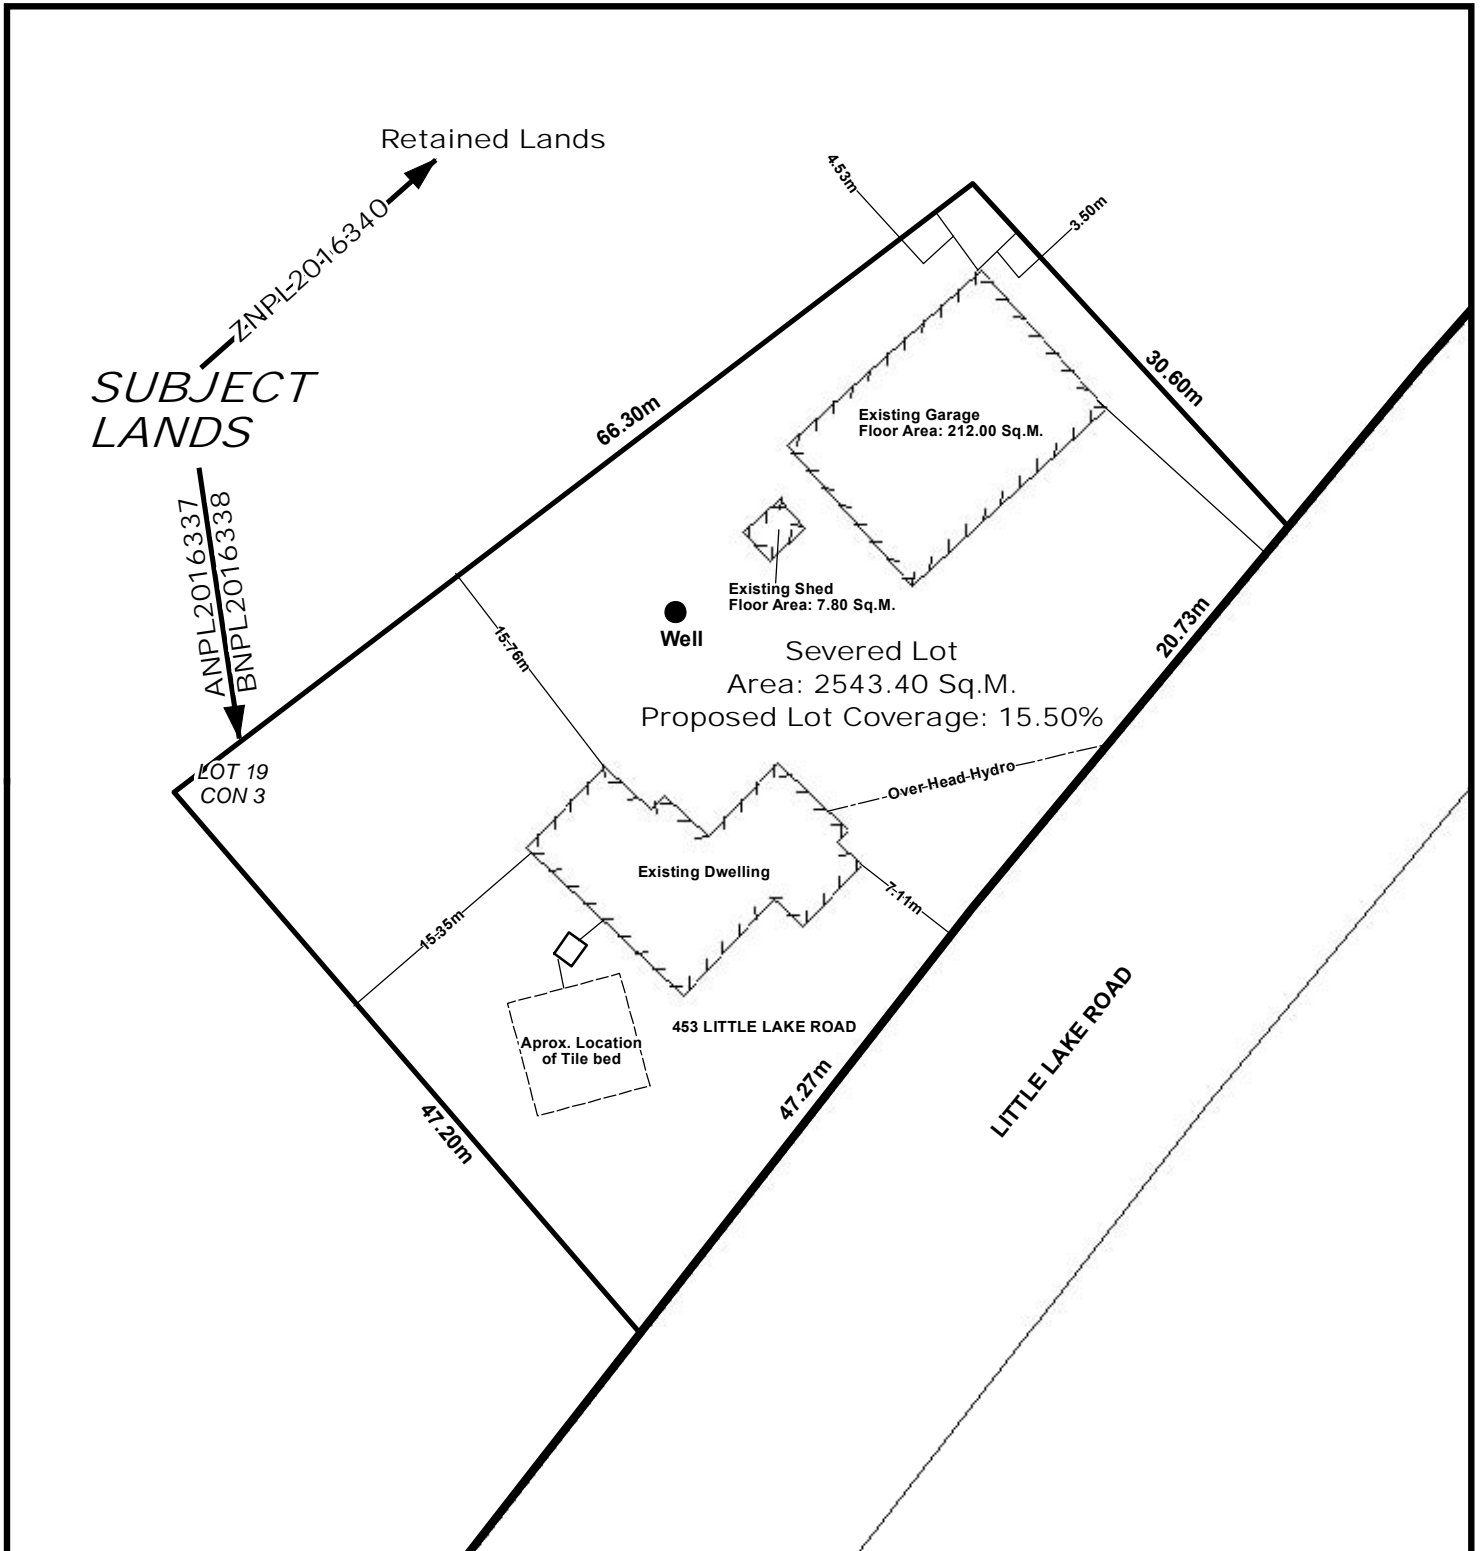 Retained Lands
4.53m
3.50m
ZNPL-2016340
SUBJECT
LANDS
30.60m
66.30m
Existing Garage
Floor Area: 212.00 Sq.M.
ANPL2016337
BNPL2016338
Existing Shed
Floor Area: 7.80 Sq.M.
Well
15.76m
20.73m
Severed Lot
Area: 2543.40 Sq.M.
Proposed Lot Coverage: 15.50%
LOT 19
CON 3
Over Head Hydro
Existing Dwelling
7.11m
15.35m
453 LITTLE LAKE ROAD
Aprox. Location
of Tile bed
47.27m
LITTLE LAKE ROAD
47.20m